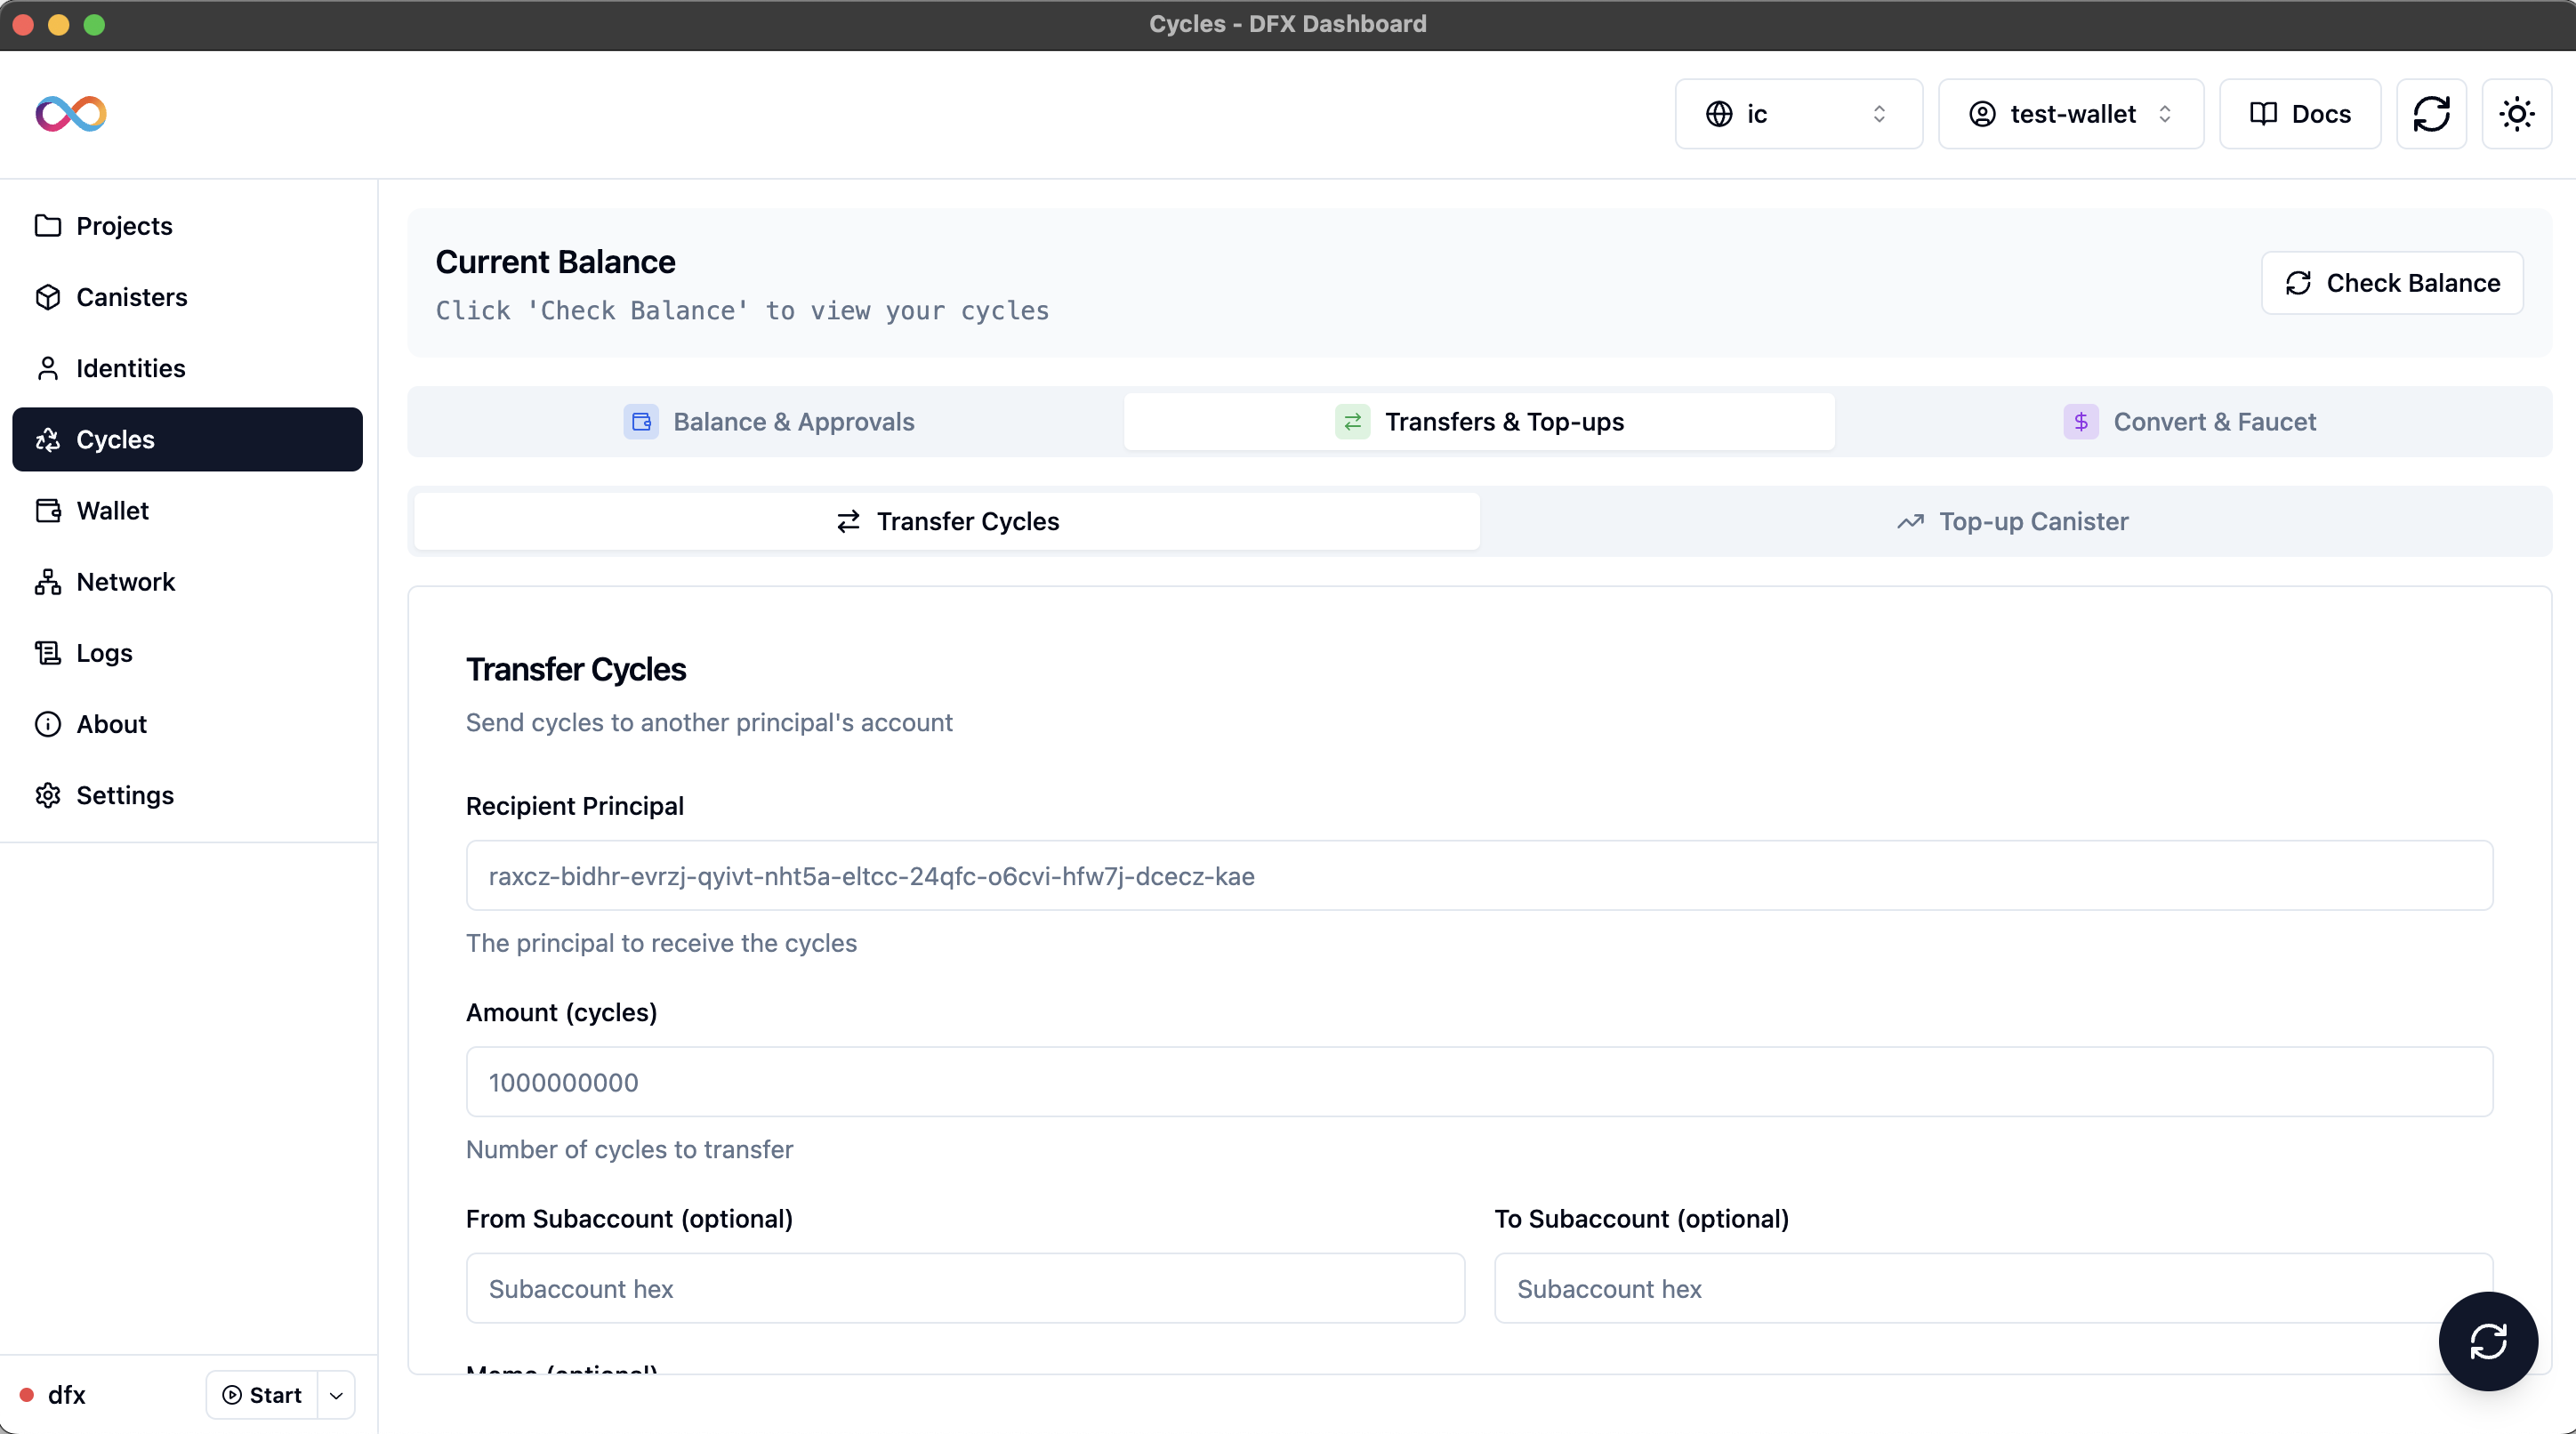 Cycles - DFX Dashboard
ic
test-wallet
Docs
Projects
Canisters
Identities
Cycles
Wallet
Network
Logs
About
Settings
dfx
Start
Current Balance
Click 'Check Balance' to view your cycles
Check Balance
Balance & Approvals
Transfers & Top-ups
Convert & Faucet
Transfer Cycles
Top-up Canister
Transfer Cycles
Send cycles to another principal's account
Recipient Principal
raxcz-bidhr-evrzj-qyivt-nht5a-eltcc-24qfc-o6cvi-hfw7j-dcecz-kae
The principal to receive the cycles
Amount (cycles)
1000000000
Number of cycles to transfer
From Subaccount (optional)
To Subaccount (optional)
Subaccount hex
Subaccount hex
Memo (optional)